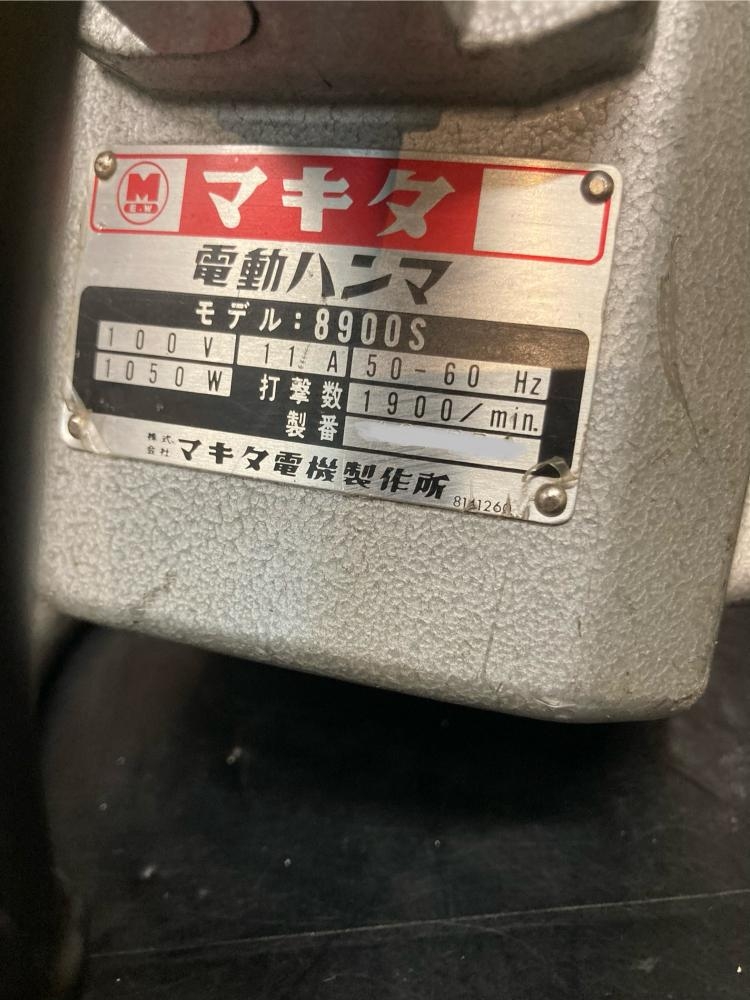 M
E.W
マキタ
電動ハンマ
モデル:8900S
100V 11A 50-60 Hz
1050W 打撃数 1900/min.
製番
株式会社 マキタ電機製作所